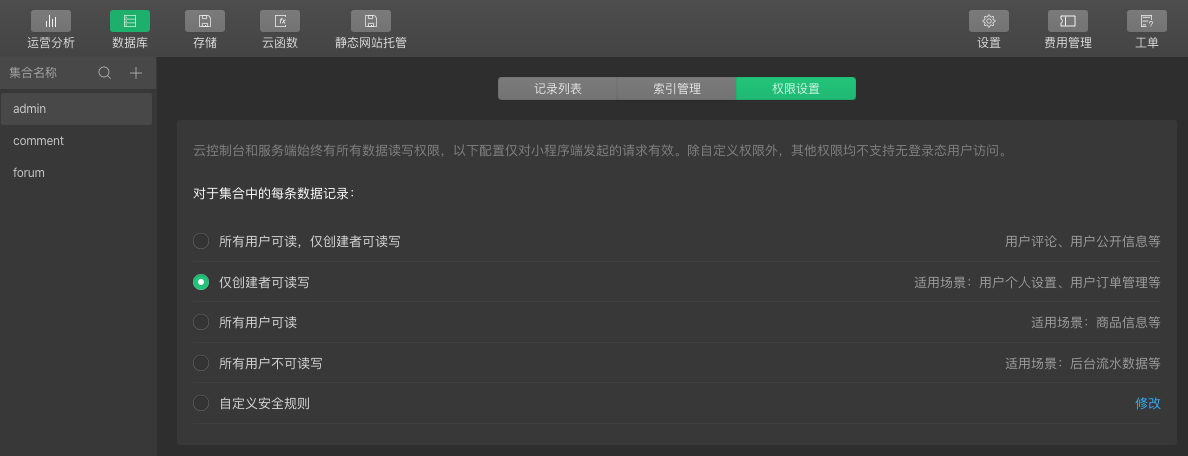 运营分析 数据库 存储 云函数 静态网站托管 设置 费用管理 工单
集合名称
admin
comment
forum
记录列表 索引管理 权限设置
云控制台和服务端始终有所有数据读写权限，以下配置仅对小程序端发起的请求有效。除自定义权限外，其他权限均不支持无登录态用户访问。
对于集合中的每条数据记录：
所有用户可读，仅创建者可读写 用户评论、用户公开信息等
仅创建者可读写 适用场景：用户个人设置、用户订单管理等
所有用户可读 适用场景：商品信息等
所有用户不可读写 适用场景：后台流水数据等
自定义安全规则 修改